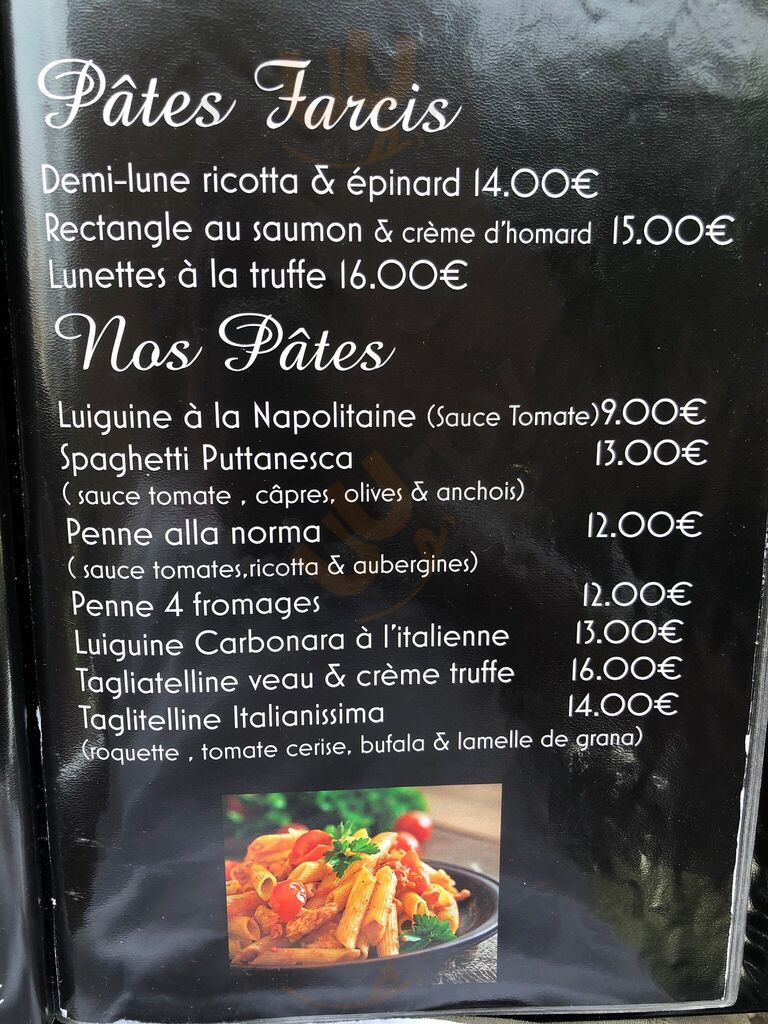 Pâtes Farcis
Demi-lune ricotta & épinard 14.00€
Rectangle au saumon & crème d'homard 15.00€
Lunettes à la truffe 16.00€
Nos Pâtes
Luiguine à la Napolitaine (Sauce Tomate) 9.00€
Spaghetti Puttanesca 13.00€
( sauce tomate , câpres, olives & anchois)
Penne alla norma 12.00€
( sauce tomates,ricotta & aubergines)
Penne 4 fromages 12.00€
Luiguine Carbonara à l'italienne 13.00€
Tagliatelline veau & crème truffe 16.00€
Taglitelline Italianissima 14.00€
(roquette , tomate cerise, bufala & lamelle de grana)